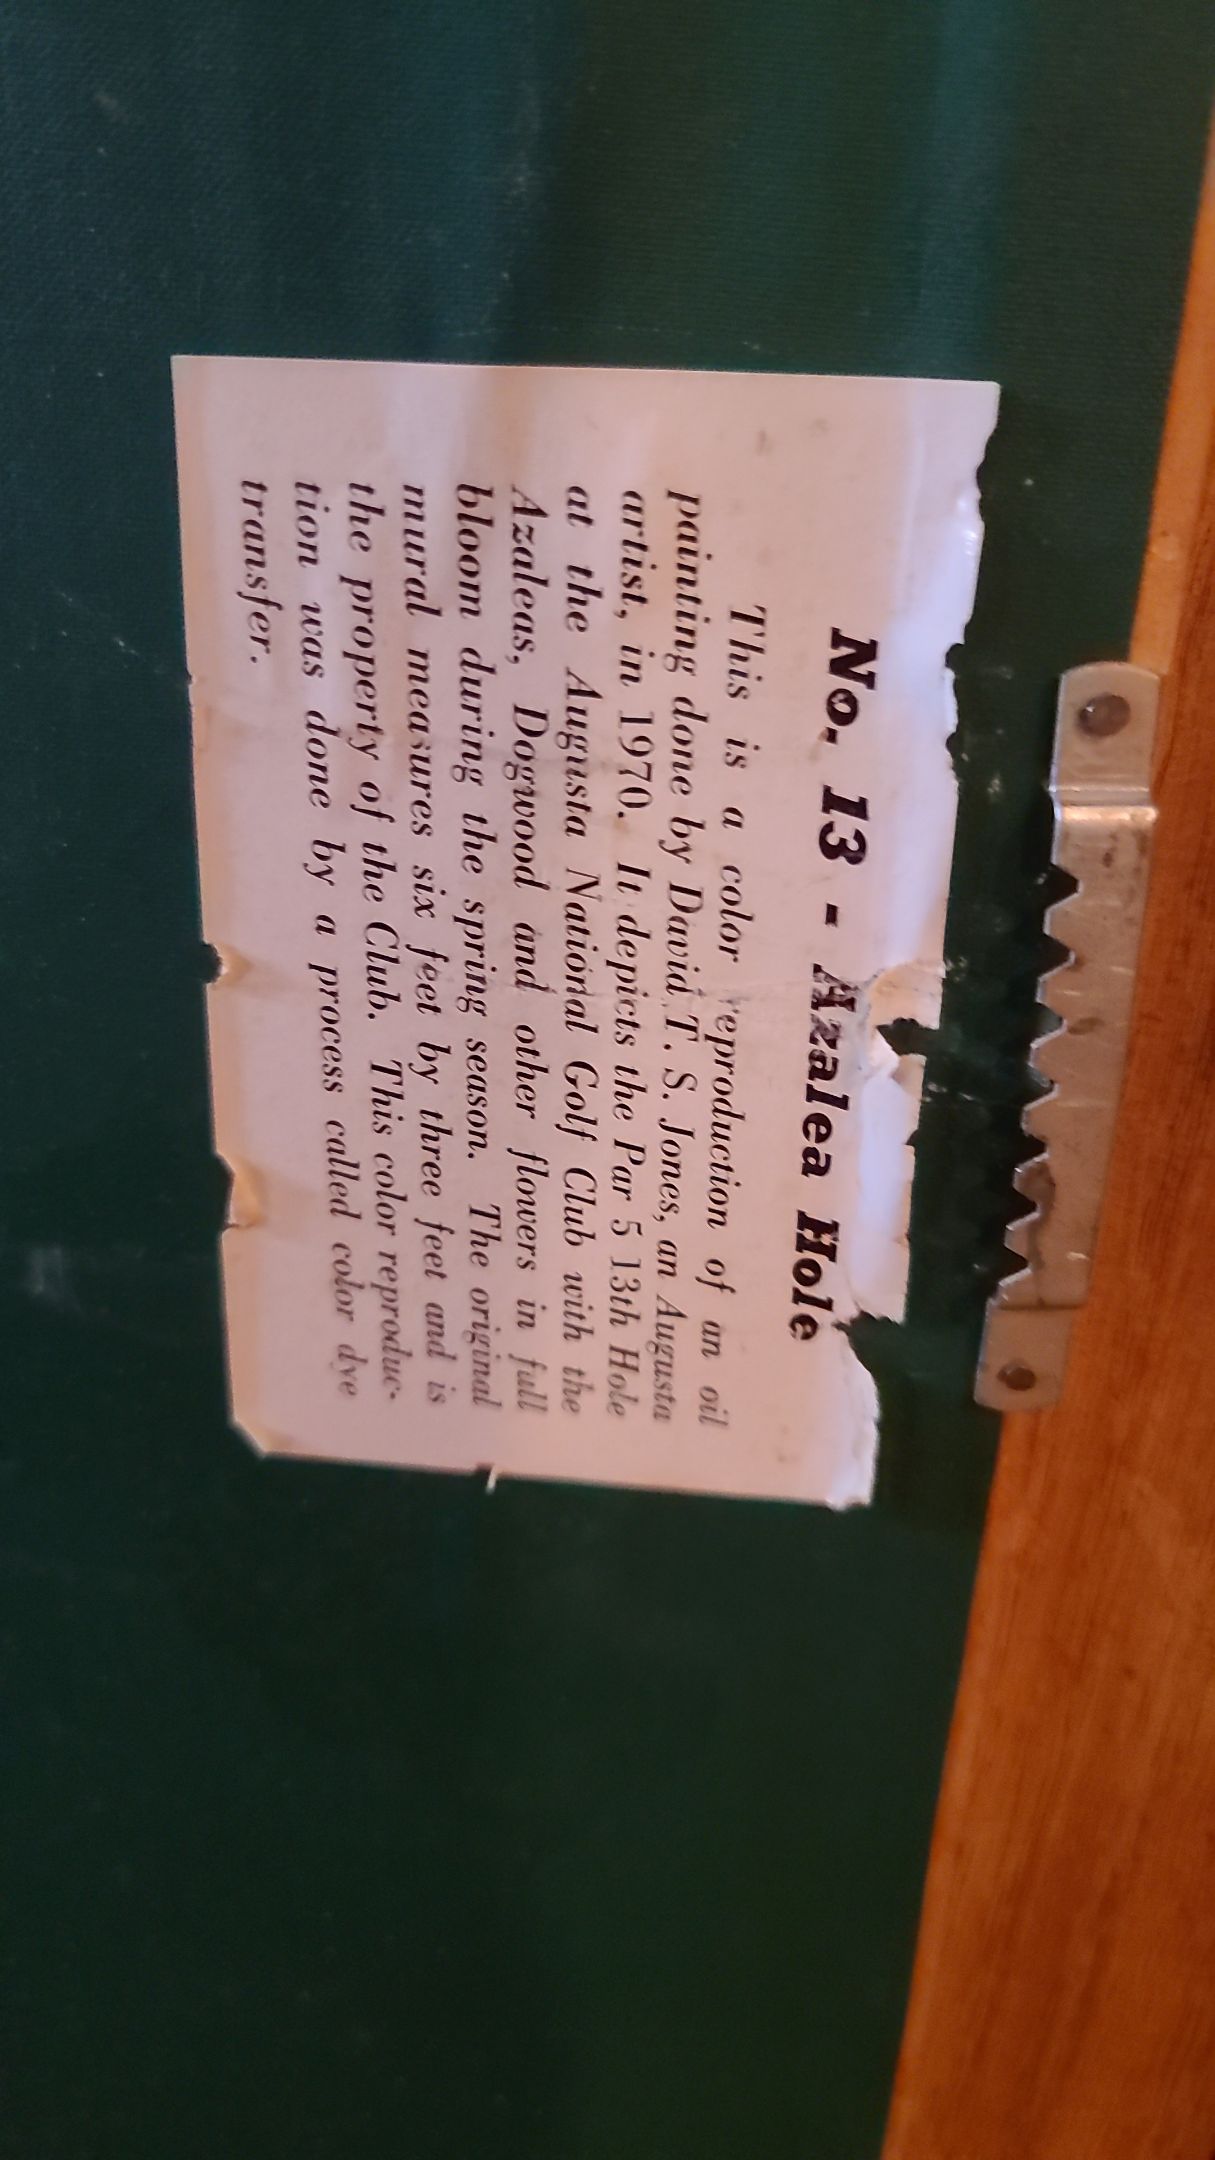 No. 13 - Azalea Hole
This is a color reproduction of an oil
painting done by David T. S. Jones, an Augusta
artist, in 1970. It depicts the Par 5 13th Hole
at the Augusta National Golf Club with the
Azaleas, Dogwood and other flowers in full
bloom during the spring season. The original
mural measures six feet by three feet and is
the property of the Club. This color reproduc-
tion was done by a process called color dye
transfer.